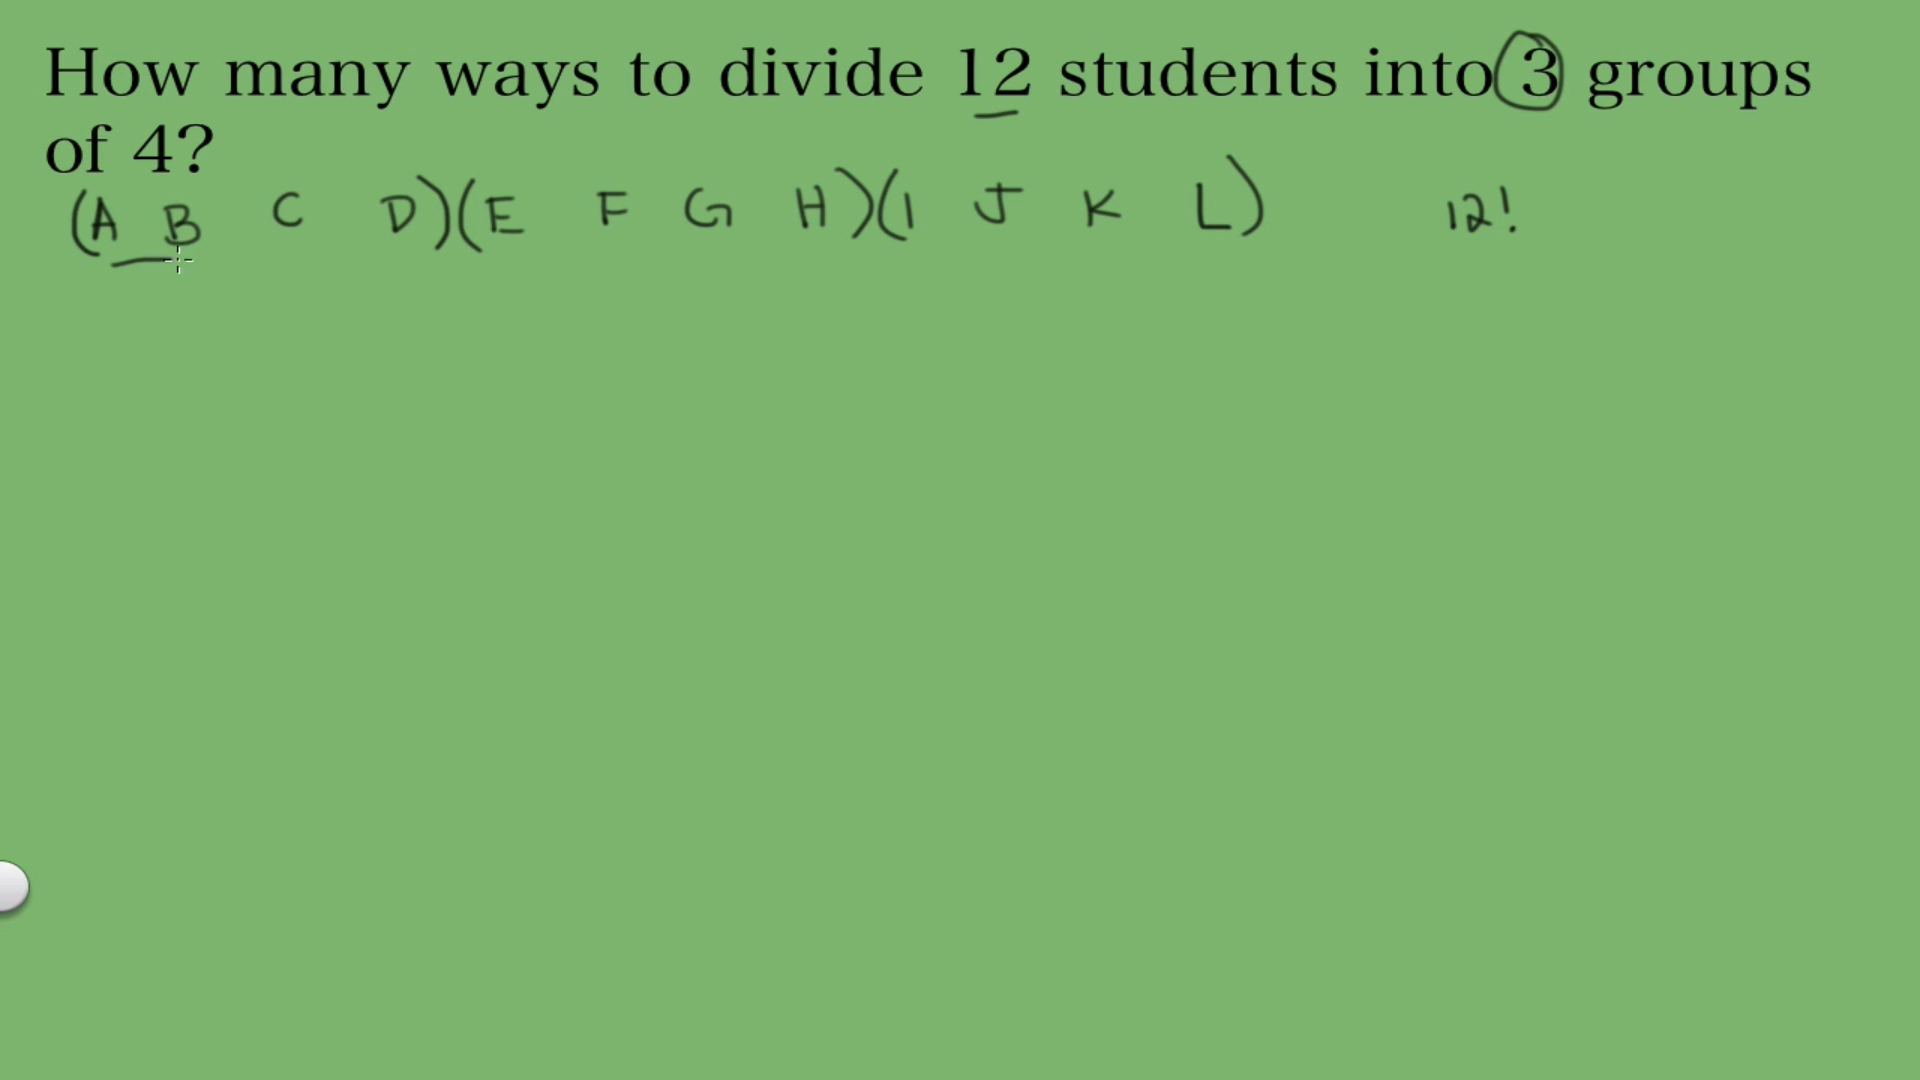 How many ways to divide 12 students into 3 groups
of 4?
(A B C D)(E F G H)(I J K L) 12!